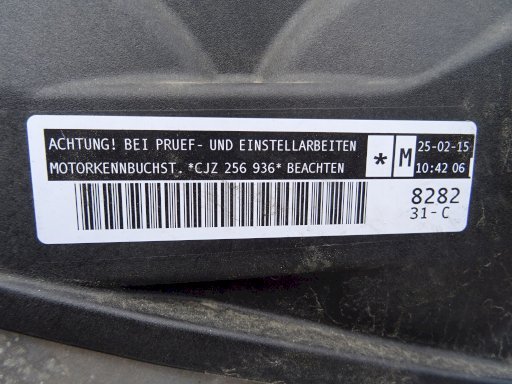 ACHTUNG! BEI PRUEF- UND EINSTELLARBEITEN
MOTORKENNBUCHST. *CJZ 256 936* BEACHTEN
* M
25-02-15
10:42 06
8282
31-C